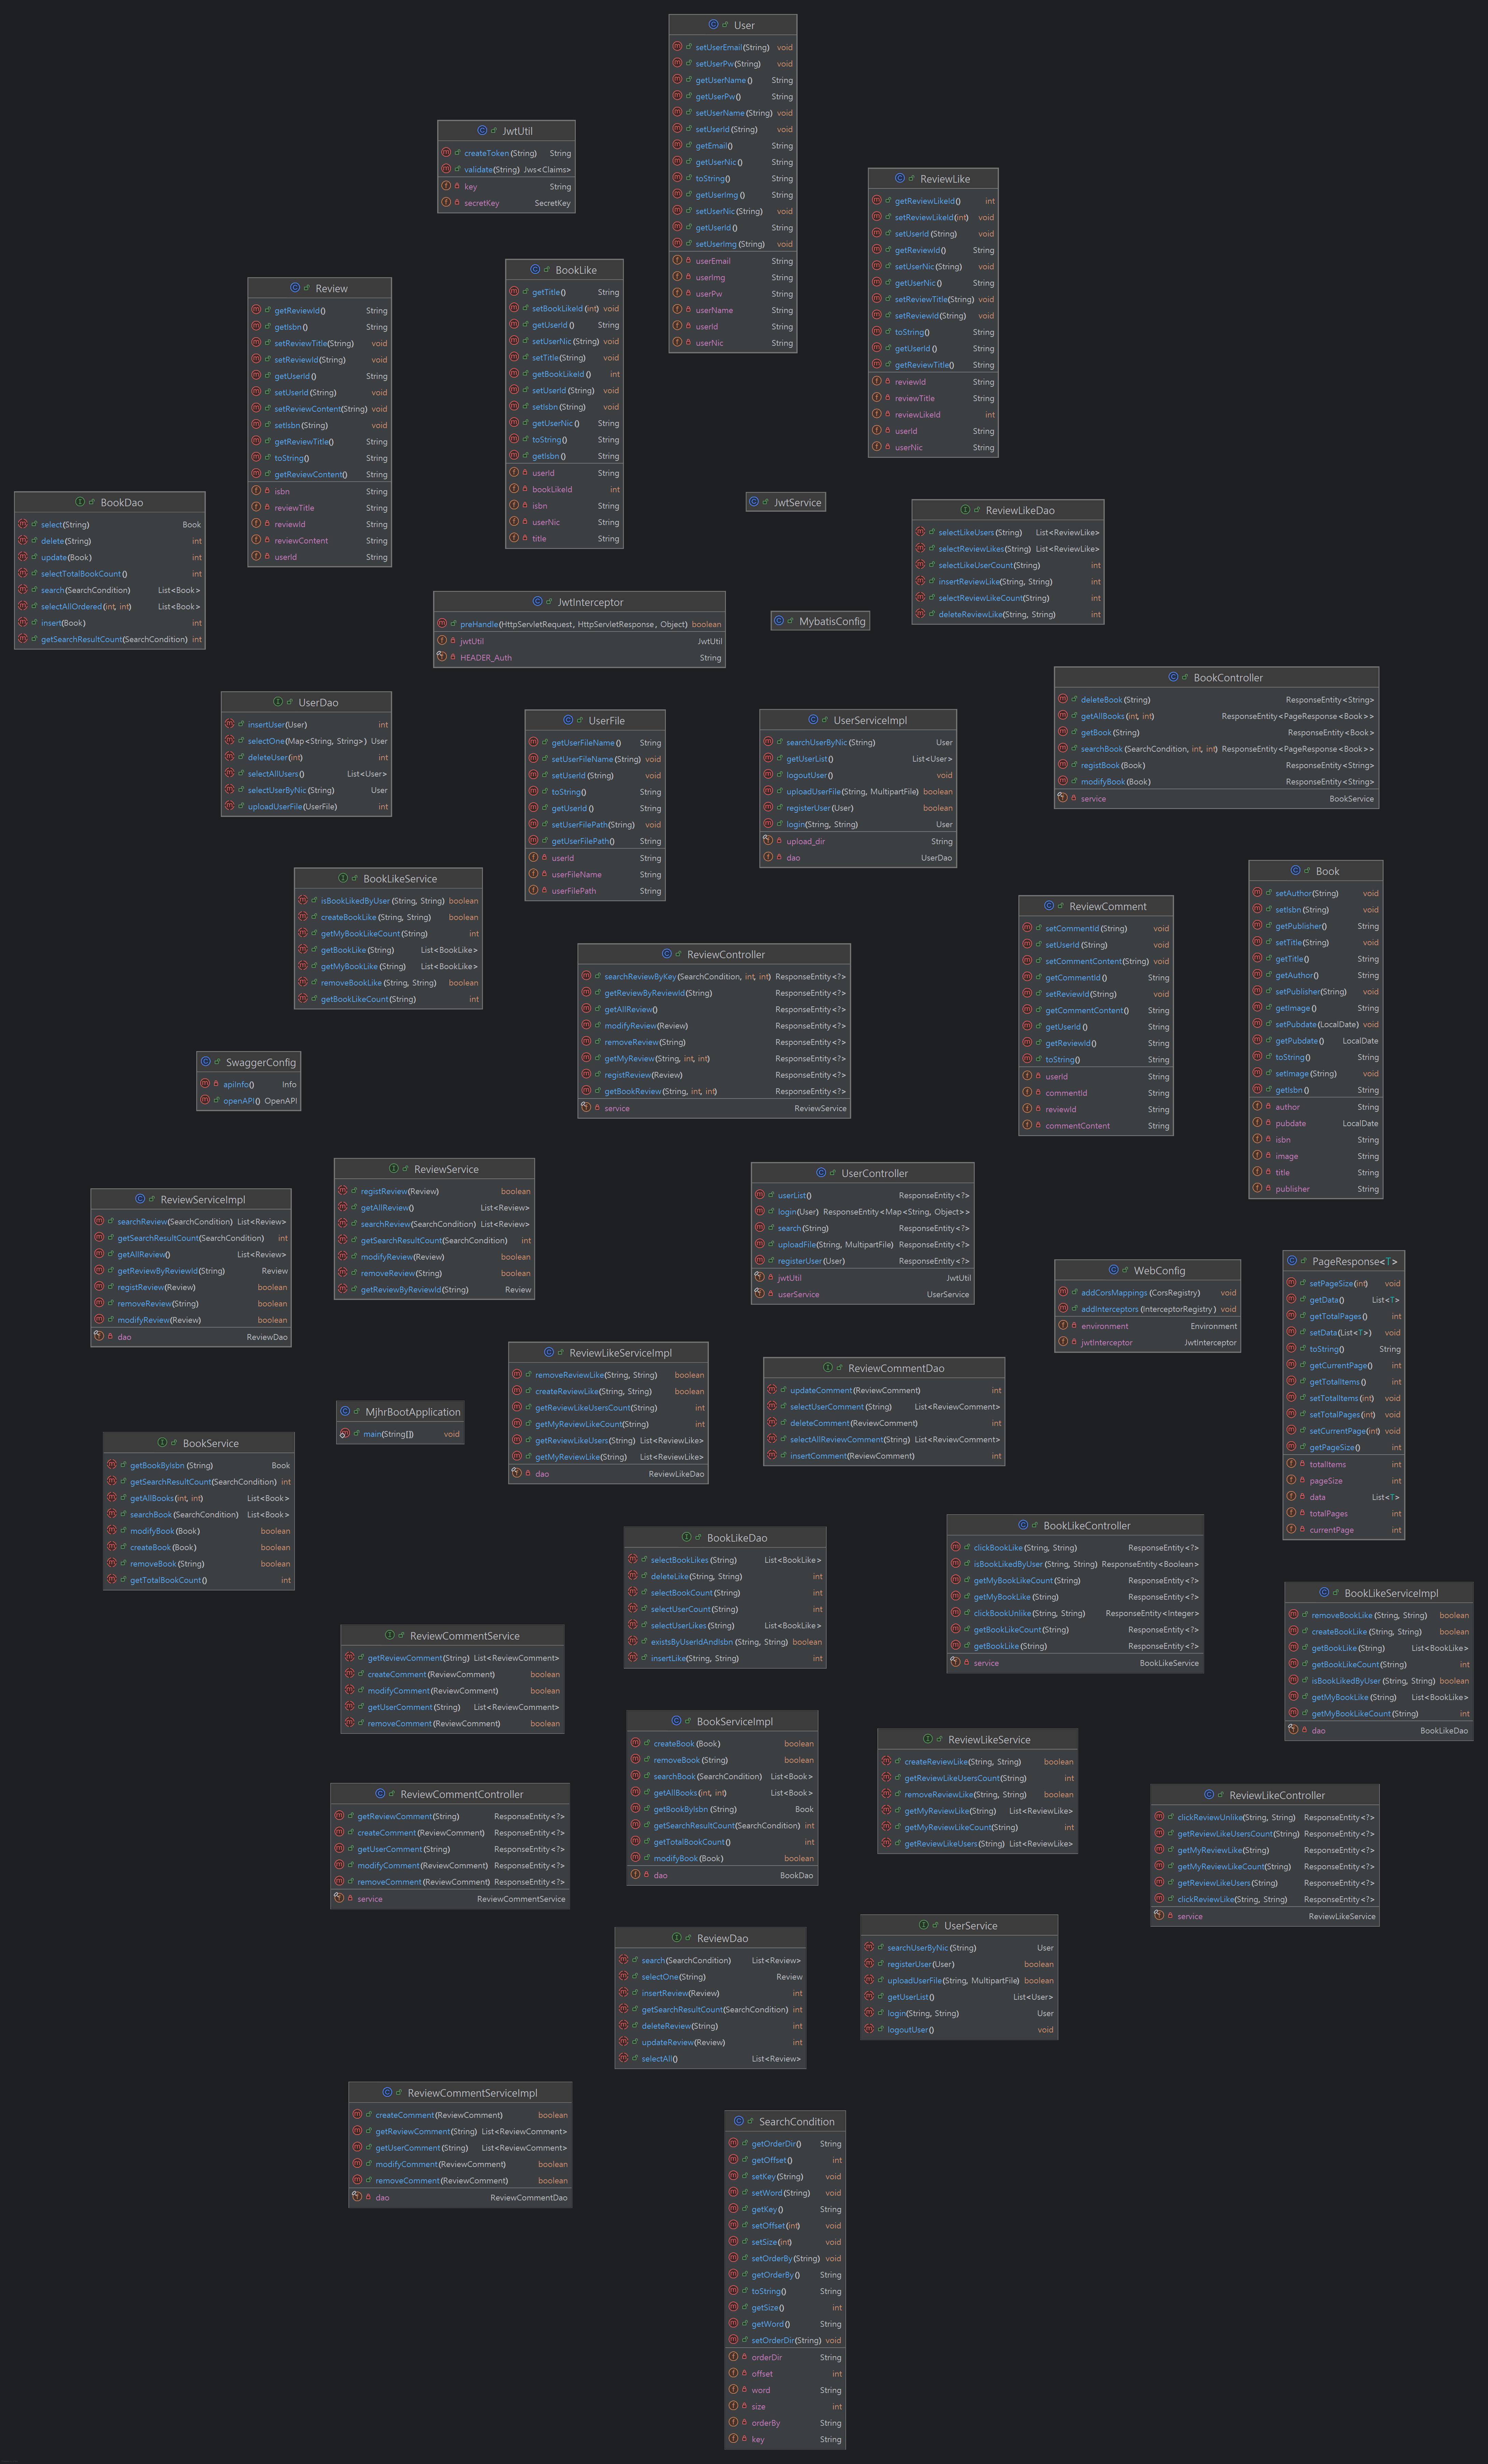 User
setUserEmail(String) void
setUserPw(String) void
getUserName() String
getUserPw() String
setUserName(String) void
setUserId(String) void
getEmail() String
getUserNic() String
toString() String
getUserImg() String
setUserNic(String) void
getUserId() String
setUserImg(String) void
userEmail String
userImg String
userPw String
userName String
userId String
userNic String
JwtUtil
createToken(String) String
validate(String) Jws<Claims>
key String
secretKey SecretKey
ReviewLike
getReviewLikeId() int
setReviewLikeId(int) void
setUserId(String) void
getReviewId() String
setUserNic(String) void
getUserNic() String
setReviewTitle(String) void
setReviewId(String) void
toString() String
getUserId() String
getReviewTitle() String
reviewId String
reviewTitle String
reviewLikeId int
userId String
userNic String
BookLike
getTitle() String
setBookLikeId(int) void
getUserId() String
setUserNic(String) void
setTitle(String) void
getBookLikeId() int
setUserId(String) void
setIsbn(String) void
getUserNic() String
toString() String
getIsbn() String
userId String
bookLikeId int
isbn String
userNic String
title String
Review
getReviewId() String
getIsbn() String
setReviewTitle(String) void
setReviewId(String) void
getUserId() String
setUserId(String) void
setReviewContent(String) void
setIsbn(String) void
getReviewTitle() String
toString() String
getReviewContent() String
isbn String
reviewTitle String
reviewId String
reviewContent String
userId String
BookDao
select(String) Book
delete(String) int
update(Book) int
selectTotalBookCount() int
search(SearchCondition) List<Book>
selectAllOrdered(int, int) List<Book>
insert(Book) int
getSearchResultCount(SearchCondition) int
JwtService
ReviewLikeDao
selectLikeUsers(String) List<ReviewLike>
selectReviewLikes(String) List<ReviewLike>
selectLikeUserCount(String) int
insertReviewLike(String, String) int
selectReviewLikeCount(String) int
deleteReviewLike(String, String) int
JwtInterceptor
preHandle(HttpServletRequest, HttpServletResponse, Object) boolean
jwtUtil JwtUtil
HEADER_Auth String
MybatisConfig
BookController
deleteBook(String) ResponseEntity<String>
getAllBooks(int, int) ResponseEntity<PageResponse<Book>>
getBook(String) ResponseEntity<Book>
searchBook(SearchCondition, int, int) ResponseEntity<PageResponse<Book>>
registBook(Book) ResponseEntity<String>
modifyBook(Book) ResponseEntity<String>
service BookService
UserDao
insertUser(User) int
selectOne(Map<String, String>) User
deleteUser(int) int
selectAllUsers() List<User>
selectUserByNic(String) User
uploadUserFile(UserFile) int
UserFile
getUserFileName() String
setUserFileName(String) void
setUserId(String) void
toString() String
getUserId() String
setUserFilePath(String) void
getUserFilePath() String
userId String
userFileName String
userFilePath String
UserServiceImpl
searchUserByNic(String) User
getUserList() List<User>
logoutUser() void
uploadUserFile(String, MultipartFile) boolean
registerUser(User) boolean
login(String, String) User
upload_dir String
dao UserDao
Book
setAuthor(String) void
setIsbn(String) void
getPublisher() String
setTitle(String) void
getTitle() String
getAuthor() String
setPublisher(String) void
getImage() String
setPubdate(LocalDate) void
getPubdate() LocalDate
toString() String
setImage(String) void
getIsbn() String
author String
pubdate LocalDate
isbn String
image String
title String
publisher String
BookLikeService
isBookLikedByUser(String, String) boolean
createBookLike(String, String) boolean
getMyBookLikeCount(String) int
getBookLike(String) List<BookLike>
getMyBookLike(String) List<BookLike>
removeBookLike(String, String) boolean
getBookLikeCount(String) int
ReviewComment
setCommentId(String) void
setUserId(String) void
setCommentContent(String) void
getCommentId() String
setReviewId(String) void
getCommentContent() String
getUserId() String
getReviewId() String
toString() String
userId String
commentId String
reviewId String
commentContent String
ReviewController
searchReviewByKey(SearchCondition, int, int) ResponseEntity<?>
getReviewByReviewId(String) ResponseEntity<?>
getAllReview() ResponseEntity<?>
modifyReview(Review) ResponseEntity<?>
removeReview(String) ResponseEntity<?>
getMyReview(String, int, int) ResponseEntity<?>
registReview(Review) ResponseEntity<?>
getBookReview(String, int, int) ResponseEntity<?>
service ReviewService
SwaggerConfig
apiInfo() Info
openAPI() OpenAPI
ReviewService
registReview(Review) boolean
getAllReview() List<Review>
searchReview(SearchCondition) List<Review>
getSearchResultCount(SearchCondition) int
modifyReview(Review) boolean
removeReview(String) boolean
getReviewByReviewId(String) Review
UserController
userList() ResponseEntity<?>
login(User) ResponseEntity<Map<String, Object>>
search(String) ResponseEntity<?>
uploadFile(String, MultipartFile) ResponseEntity<?>
registerUser(User) ResponseEntity<?>
jwtUtil JwtUtil
userService UserService
ReviewServiceImpl
searchReview(SearchCondition) List<Review>
getSearchResultCount(SearchCondition) int
getAllReview() List<Review>
getReviewByReviewId(String) Review
registReview(Review) boolean
removeReview(String) boolean
modifyReview(Review) boolean
dao ReviewDao
PageResponse<T>
setPageSize(int) void
getData() List<T>
getTotalPages() int
setData(List<T>) void
toString() String
getCurrentPage() int
getTotalItems() int
setTotalItems(int) void
setTotalPages(int) void
setCurrentPage(int) void
getPageSize() int
totalItems int
pageSize int
data List<T>
totalPages int
currentPage int
WebConfig
addCorsMappings(CorsRegistry) void
addInterceptors(InterceptorRegistry) void
environment Environment
jwtInterceptor JwtInterceptor
ReviewLikeServiceImpl
removeReviewLike(String, String) boolean
createReviewLike(String, String) boolean
getReviewLikeUsersCount(String) int
getMyReviewLikeCount(String) int
getReviewLikeUsers(String) List<ReviewLike>
getMyReviewLike(String) List<ReviewLike>
dao ReviewLikeDao
ReviewCommentDao
updateComment(ReviewComment) int
selectUserComment(String) List<ReviewComment>
deleteComment(ReviewComment) int
selectAllReviewComment(String) List<ReviewComment>
insertComment(ReviewComment) int
MjhrBootApplication
main(String[]) void
BookService
getBookByIsbn(String) Book
getSearchResultCount(SearchCondition) int
getAllBooks(int, int) List<Book>
searchBook(SearchCondition) List<Book>
modifyBook(Book) boolean
createBook(Book) boolean
removeBook(String) boolean
getTotalBookCount() int
BookLikeController
clickBookLike(String, String) ResponseEntity<?>
isBookLikedByUser(String, String) ResponseEntity<Boolean>
getMyBookLikeCount(String) ResponseEntity<?>
getMyBookLike(String) ResponseEntity<?>
clickBookUnlike(String, String) ResponseEntity<Integer>
getBookLikeCount(String) ResponseEntity<?>
getBookLike(String) ResponseEntity<?>
service BookLikeService
BookLikeDao
selectBookLikes(String) List<BookLike>
deleteLike(String, String) int
selectBookCount(String) int
selectUserCount(String) int
selectUserLikes(String) List<BookLike>
existsByUserIdAndIsbn(String, String) boolean
insertLike(String, String) int
BookLikeServiceImpl
removeBookLike(String, String) boolean
createBookLike(String, String) boolean
getBookLike(String) List<BookLike>
getBookLikeCount(String) int
isBookLikedByUser(String, String) boolean
getMyBookLike(String) List<BookLike>
getMyBookLikeCount(String) int
dao BookLikeDao
ReviewCommentService
getReviewComment(String) List<ReviewComment>
createComment(ReviewComment) boolean
modifyComment(ReviewComment) boolean
getUserComment(String) List<ReviewComment>
removeComment(ReviewComment) boolean
BookServiceImpl
createBook(Book) boolean
removeBook(String) boolean
searchBook(SearchCondition) List<Book>
getAllBooks(int, int) List<Book>
getBookByIsbn(String) Book
getSearchResultCount(SearchCondition) int
getTotalBookCount() int
modifyBook(Book) boolean
dao BookDao
ReviewLikeService
createReviewLike(String, String) boolean
getReviewLikeUsersCount(String) int
removeReviewLike(String, String) boolean
getMyReviewLike(String) List<ReviewLike>
getMyReviewLikeCount(String) int
getReviewLikeUsers(String) List<ReviewLike>
ReviewCommentController
getReviewComment(String) ResponseEntity<?>
createComment(ReviewComment) ResponseEntity<?>
getUserComment(String) ResponseEntity<?>
modifyComment(ReviewComment) ResponseEntity<?>
removeComment(ReviewComment) ResponseEntity<?>
service ReviewCommentService
ReviewLikeController
clickReviewUnlike(String, String) ResponseEntity<?>
getReviewLikeUsersCount(String) ResponseEntity<?>
getMyReviewLike(String) ResponseEntity<?>
getMyReviewLikeCount(String) ResponseEntity<?>
getReviewLikeUsers(String) ResponseEntity<?>
clickReviewLike(String, String) ResponseEntity<?>
service ReviewLikeService
UserService
searchUserByNic(String) User
registerUser(User) boolean
uploadUserFile(String, MultipartFile) boolean
getUserList() List<User>
login(String, String) User
logoutUser() void
ReviewDao
search(SearchCondition) List<Review>
selectOne(String) Review
insertReview(Review) int
getSearchResultCount(SearchCondition) int
deleteReview(String) int
updateReview(Review) int
selectAll() List<Review>
ReviewCommentServiceImpl
createComment(ReviewComment) boolean
getReviewComment(String) List<ReviewComment>
getUserComment(String) List<ReviewComment>
modifyComment(ReviewComment) boolean
removeComment(ReviewComment) boolean
dao ReviewCommentDao
SearchCondition
getOrderDir() String
getOffset() int
setKey(String) void
setWord(String) void
getKey() String
setOffset(int) void
setSize(int) void
setOrderBy(String) void
getOrderBy() String
toString() String
getSize() int
getWord() String
setOrderDir(String) void
orderDir String
offset int
word String
size int
orderBy String
key String